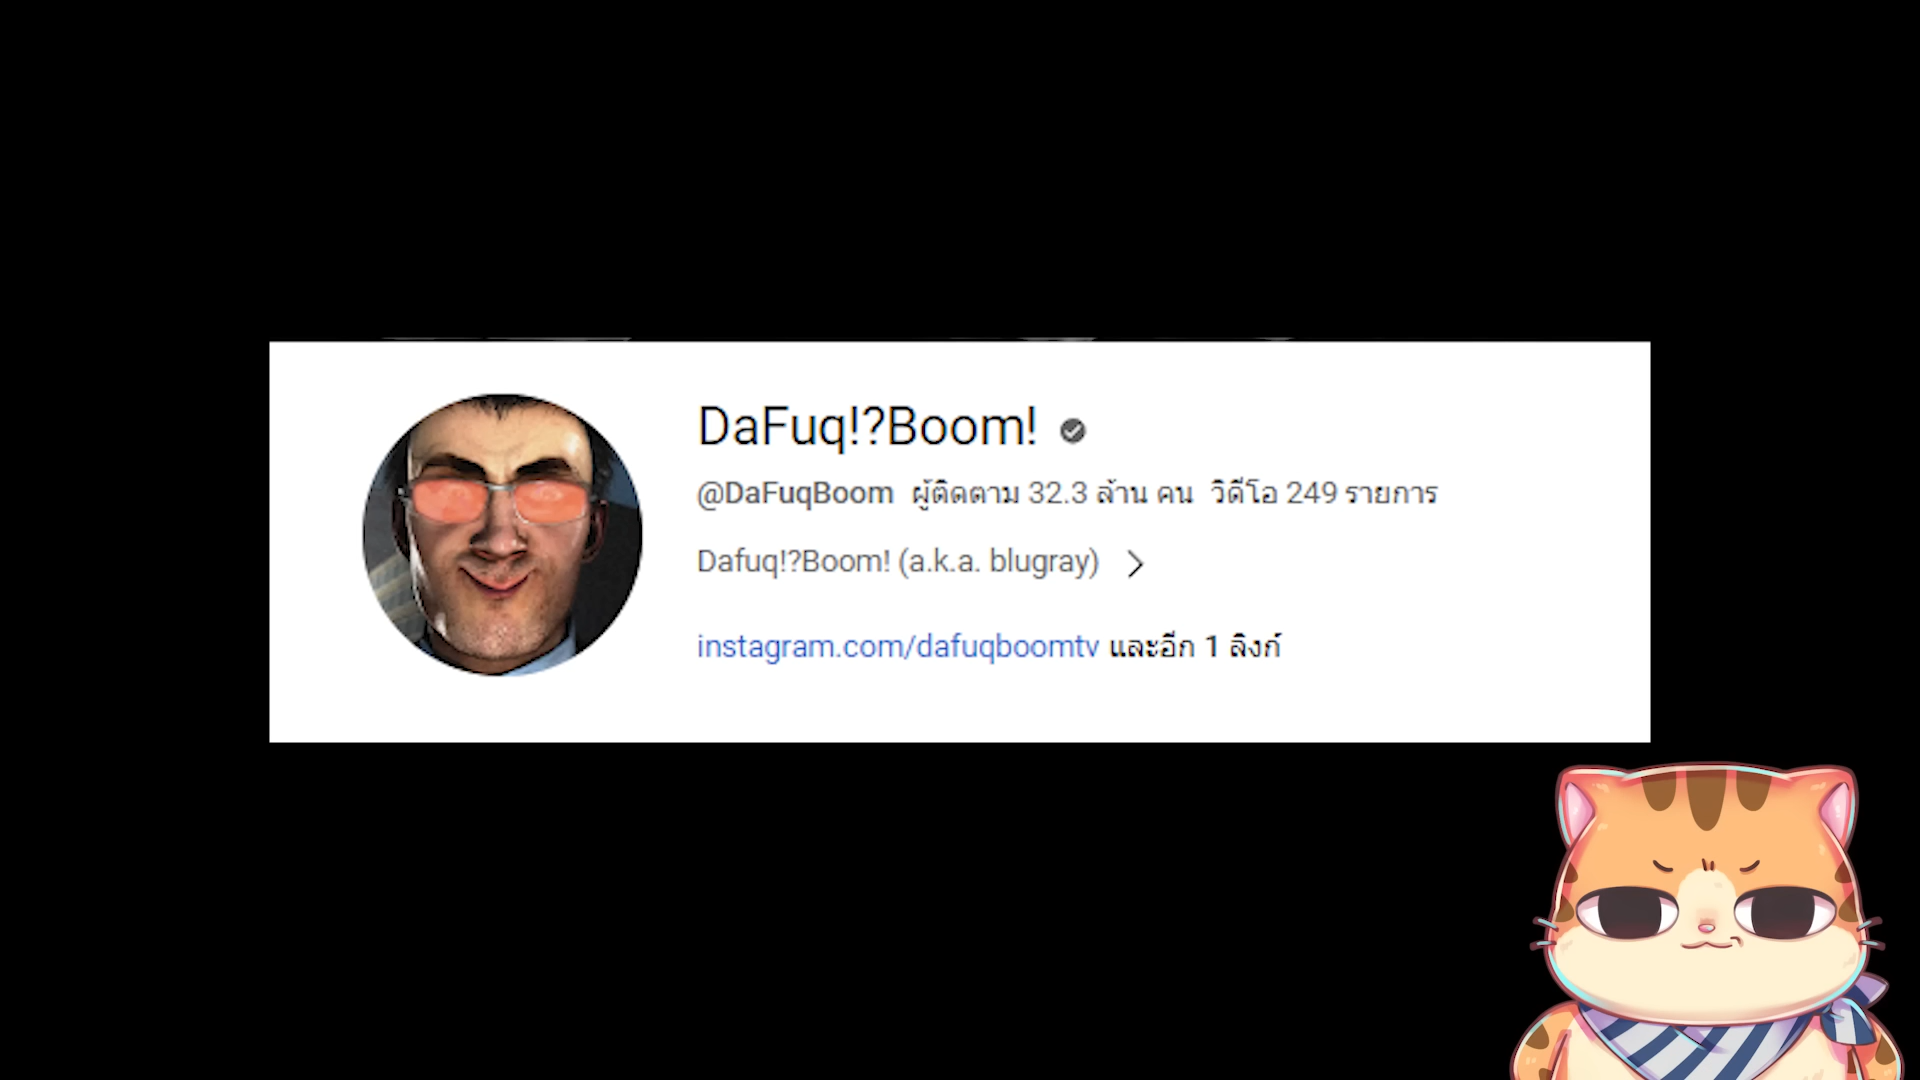 DaFuq!?Boom!
@DaFuqBoom ผู้ติดตาม 32.3 ล้าน คน วิดีโอ 249 รายการ
Dafuq!?Boom! (a.k.a. blugray)
instagram.com/dafuqboomtv และอีก 1 ลิงก์